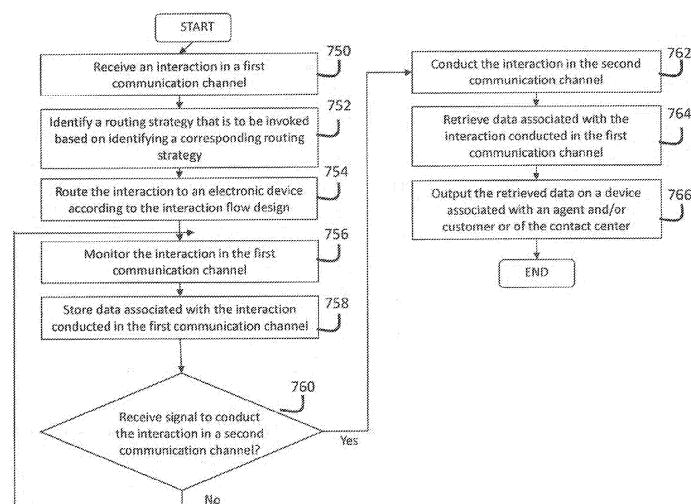 START
750
Receive an interaction in a first
communication channel
752
Identify a routing strategy that is to be invoked
based on identifying a corresponding routing
strategy
754
Route the interaction to an electronic device
according to the interaction flow design
756
Monitor the interaction in the first
communication channel
758
Store data associated with the interaction
conducted in the first communication channel
760
Receive signal to conduct
the interaction in a second
communication channel?
Yes
No
762
Conduct the interaction in the second
communication channel
764
Retrieve data associated with the
interaction conducted in the first
communication channel
766
Output the retrieved data on a device
associated with an agent and/or
customer or of the contact center
END